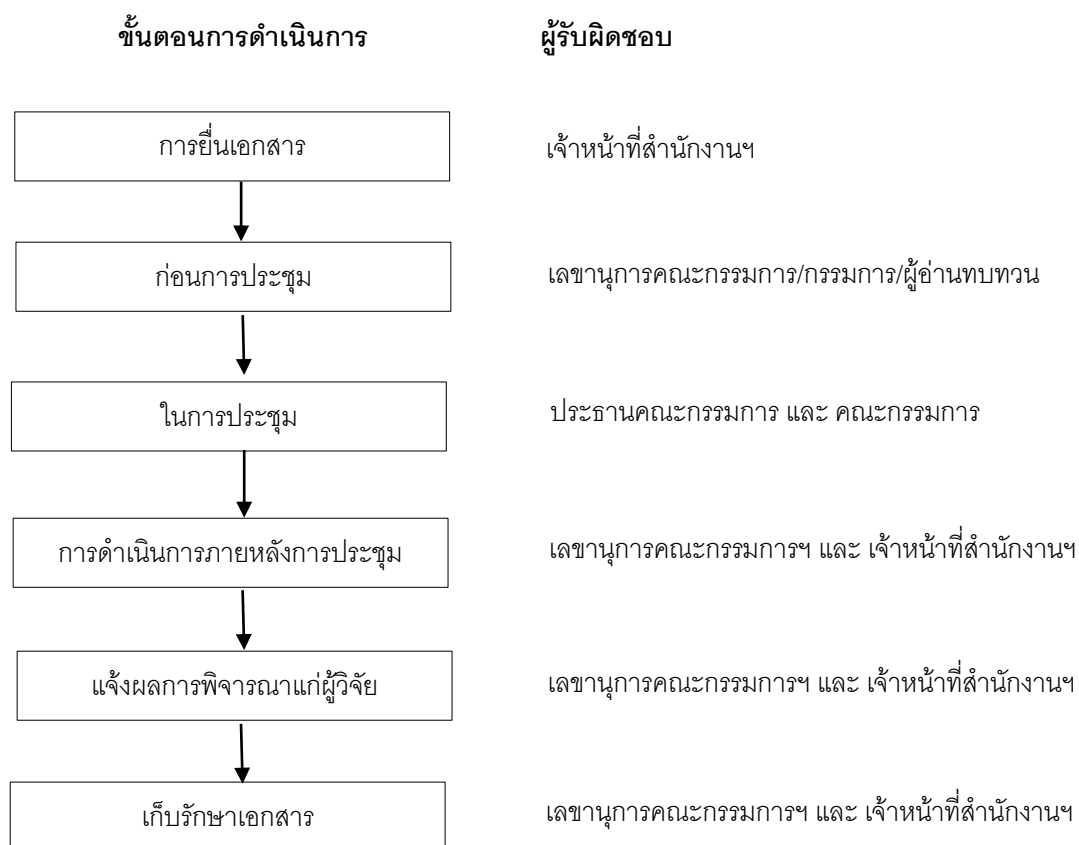 ขั้นตอนการดำเนินการ ผู้รับผิดชอบ
การยื่นเอกสาร เจ้าหน้าที่สำนักงานฯ
ก่อนการประชุม เลขานุการคณะกรรมการ/กรรมการ/ผู้อ่านทบทวน
ในการประชุม ประธานคณะกรรมการ และ คณะกรรมการ
การดำเนินการภายหลังการประชุม เลขานุการคณะกรรมการฯ และ เจ้าหน้าที่สำนักงานฯ
แจ้งผลการพิจารณาแก่ผู้วิจัย เลขานุการคณะกรรมการฯ และ เจ้าหน้าที่สำนักงานฯ
เก็บรักษาเอกสาร เลขานุการคณะกรรมการฯ และ เจ้าหน้าที่สำนักงานฯ